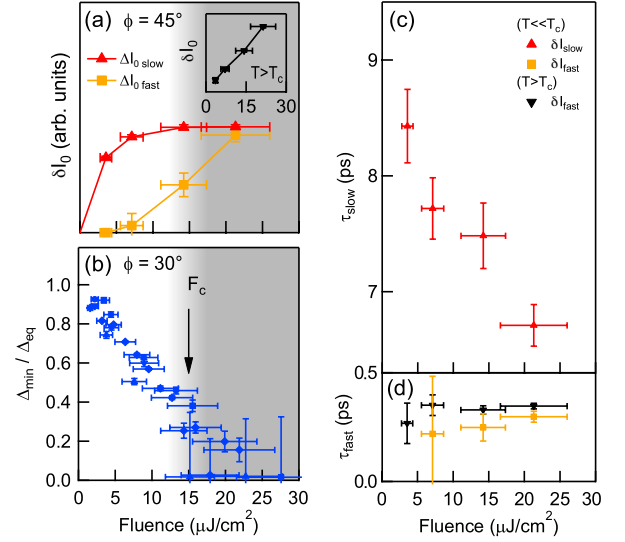 (a) ϕ = 45°
ΔI0 slow
ΔI0 fast
δI0 (arb. units)
δI0
T>Tc
0 15 30
(b) ϕ = 30°
Fc
1.0
0.8
0.6
0.4
0.2
0.0
Δmin / Δeq
0 5 10 15 20 25 30
Fluence (μJ/cm²)
(c)
(T<<Tc)
δIslow
δIfast
(T>Tc)
δIfast
9
8
7
6
τslow (ps)
(d)
0.5
0.0
τfast (ps)
0 5 10 15 20 25 30
Fluence (μJ/cm²)